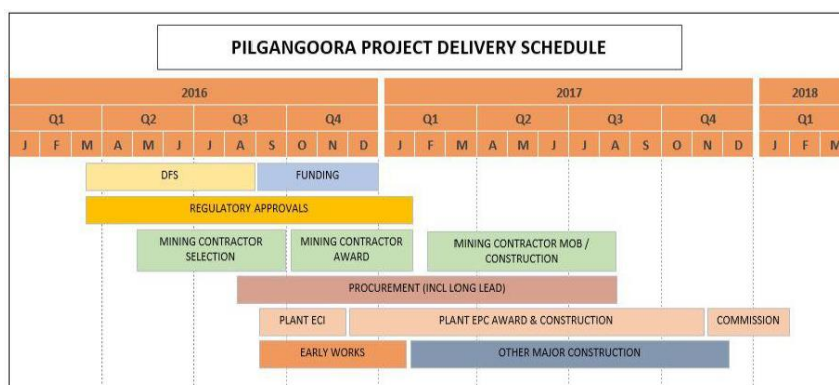 PILGANGOORA PROJECT DELIVERY SCHEDULE
2016 2017 2018
Q1 Q2 Q3 Q4 Q1 Q2 Q3 Q4 Q1
J F M A M J J A S O N D J F M A M J J A S O N D J F M
DFS FUNDING
REGULATORY APPROVALS
MINING CONTRACTOR
SELECTION
MINING CONTRACTOR
AWARD
MINING CONTRACTOR MOB /
CONSTRUCTION
PROCUREMENT (INCL LONG LEAD)
PLANT ECI PLANT EPC AWARD & CONSTRUCTION COMMISSION
EARLY WORKS OTHER MAJOR CONSTRUCTION